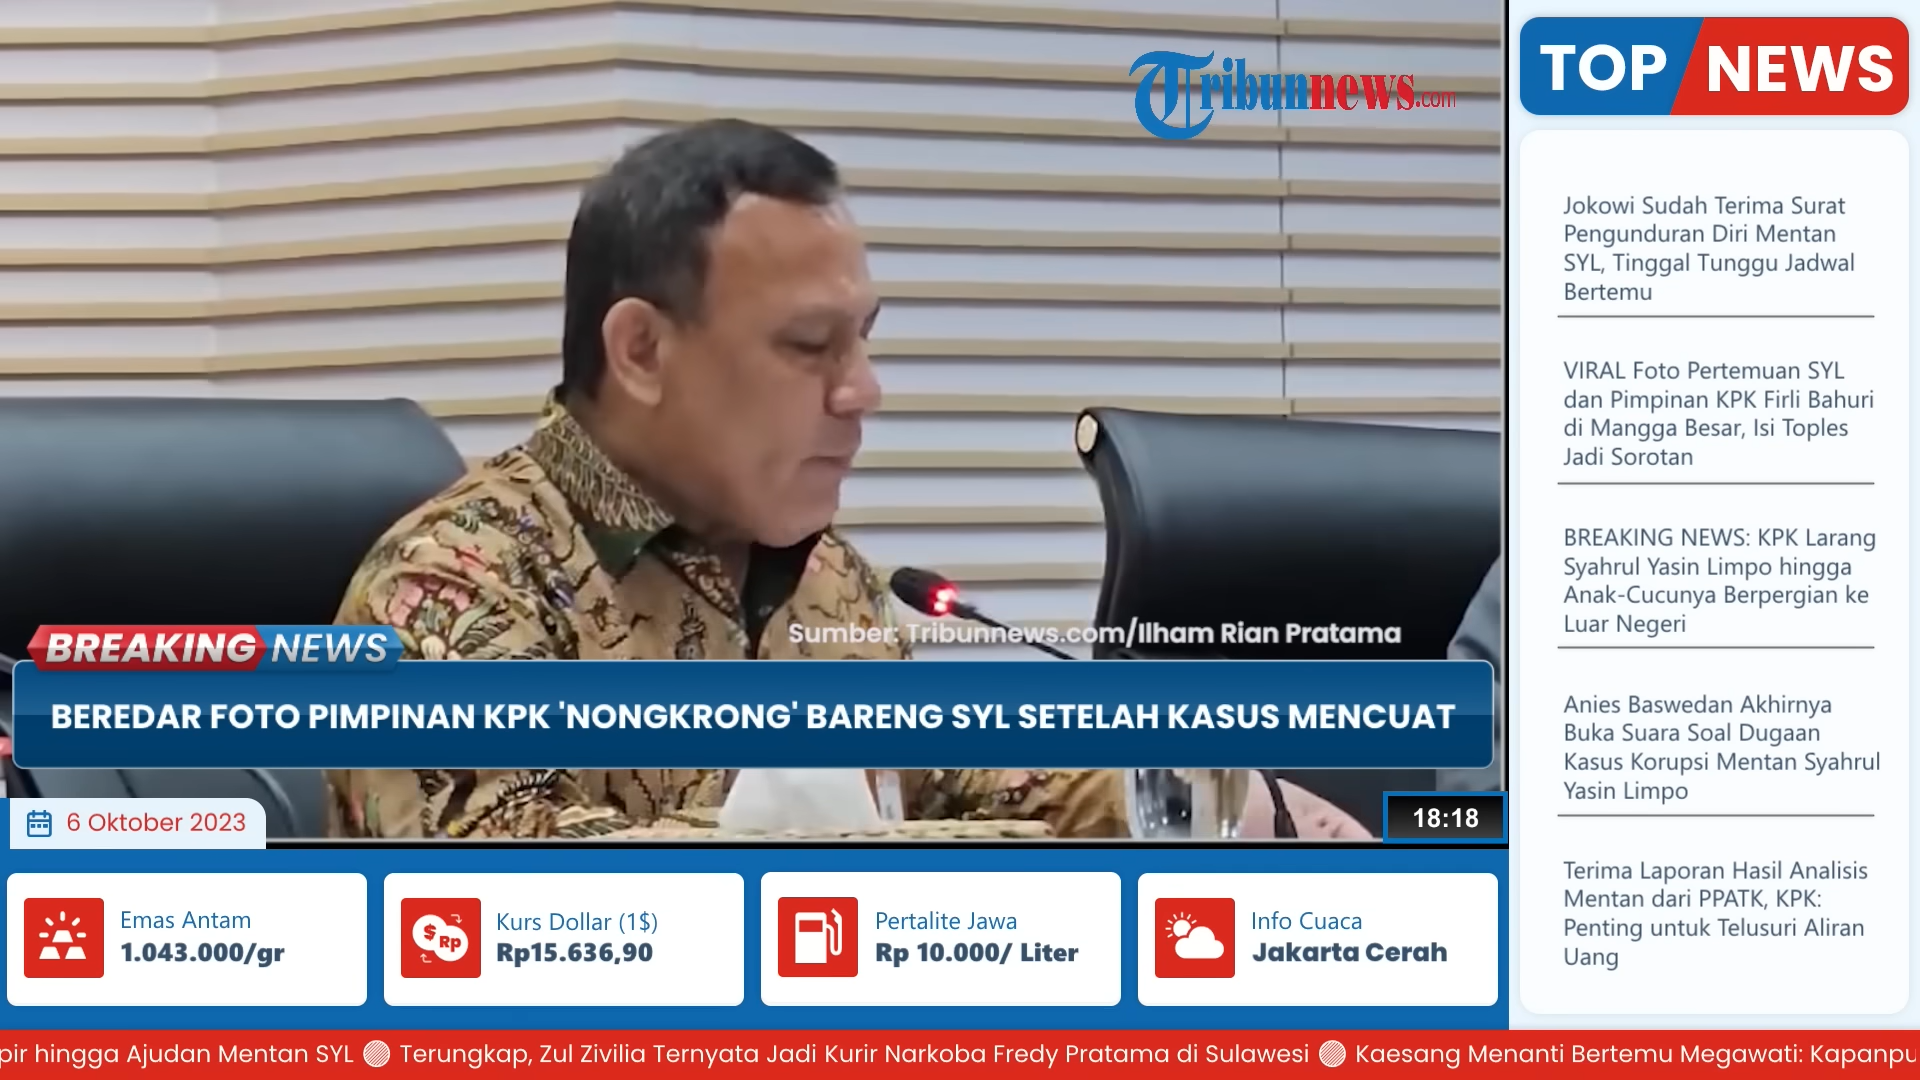 Tribunnews.com
Sumber: Tribunnews.com/Ilham Rian Pratama
BREAKING NEWS
BEREDAR FOTO PIMPINAN KPK 'NONGKRONG' BARENG SYL SETELAH KASUS MENCUAT
6 Oktober 2023
18:18
Emas Antam
1.043.000/gr
Kurs Dollar (1$)
Rp15.636,90
Pertalite Jawa
Rp 10.000/ Liter
Info Cuaca
Jakarta Cerah
TOP NEWS
Jokowi Sudah Terima Surat
Pengunduran Diri Mentan
SYL, Tinggal Tunggu Jadwal
Bertemu
VIRAL Foto Pertemuan SYL
dan Pimpinan KPK Firli Bahuri
di Mangga Besar, Isi Toples
Jadi Sorotan
BREAKING NEWS: KPK Larang
Syahrul Yasin Limpo hingga
Anak-Cucunya Berpergian ke
Luar Negeri
Anies Baswedan Akhirnya
Buka Suara Soal Dugaan
Kasus Korupsi Mentan Syahrul
Yasin Limpo
Terima Laporan Hasil Analisis
Mentan dari PPATK, KPK:
Penting untuk Telusuri Aliran
Uang
pir hingga Ajudan Mentan SYL Terungkap, Zul Zivilia Ternyata Jadi Kurir Narkoba Fredy Pratama di Sulawesi Kaesang Menanti Bertemu Megawati: Kapanpu